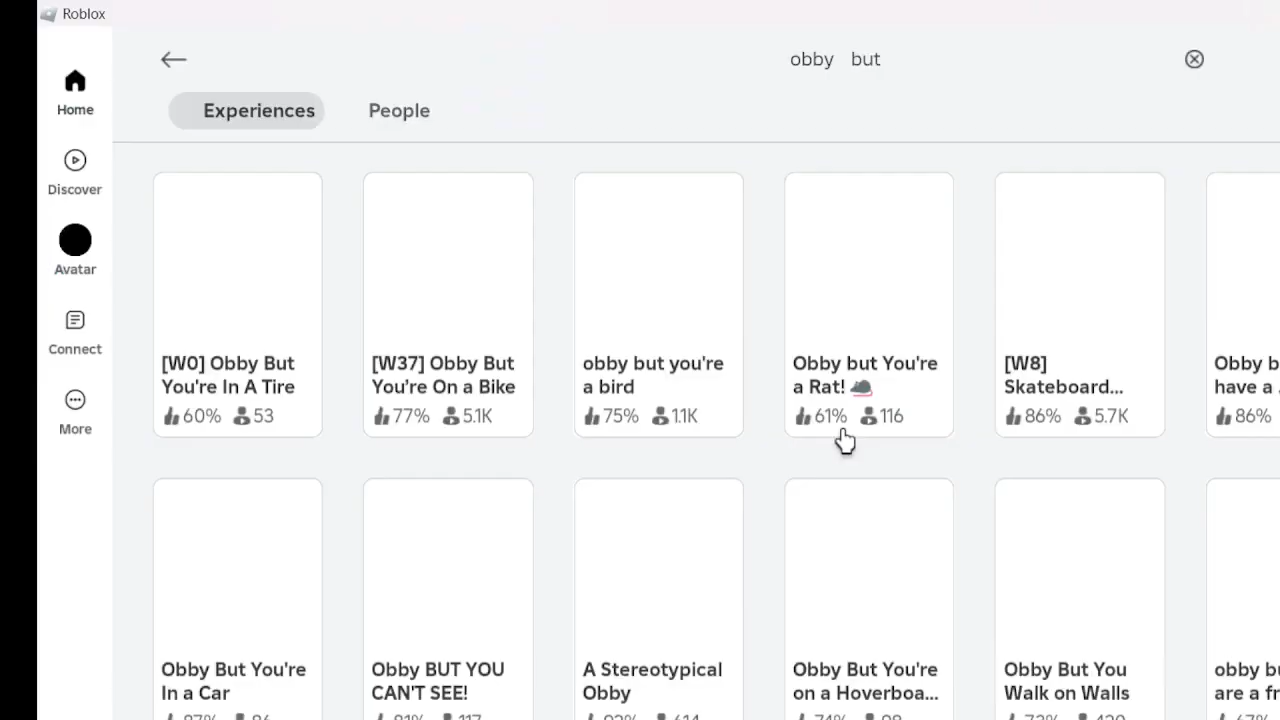 Roblox
obby but
Experiences People
Home
Discover
Avatar
Connect
More
[W0] Obby But
You're In A Tire
60% 53
[W37] Obby But
You're On a Bike
77% 5.1K
obby but you're
a bird
75% 1.1K
Obby but You're
a Rat! 🐀
61% 116
[W8]
Skateboard...
86% 5.7K
Obby b
have a
86%
Obby But You're
In a Car
Obby BUT YOU
CAN'T SEE!
A Stereotypical
Obby
Obby But You're
on a Hoverboa...
Obby But You
Walk on Walls
obby bu
are a fr